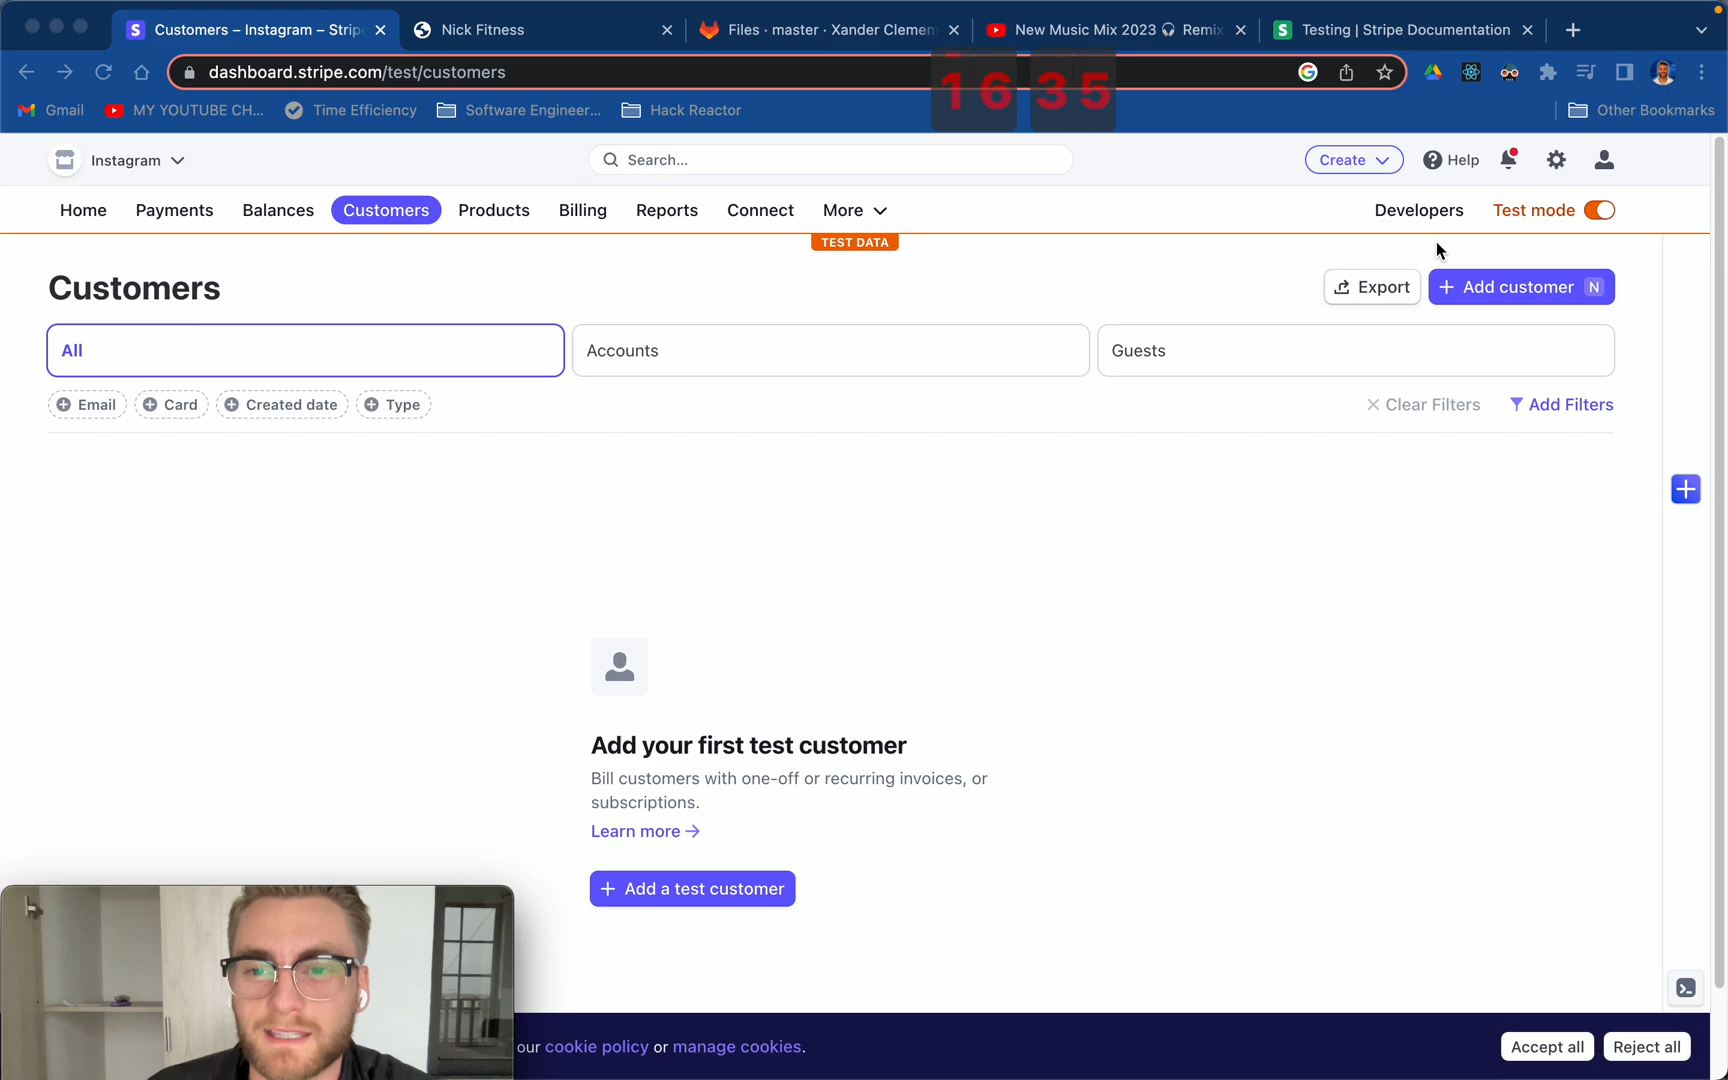 Customers – Instagram – Strip
Nick Fitness
Files · master · Xander Clemens
New Music Mix 2023 🎧 Remix
Testing | Stripe Documentation
dashboard.stripe.com/test/customers
16 35
Gmail
MY YOUTUBE CH...
Time Efficiency
Software Engineer...
Hack Reactor
Other Bookmarks
Instagram
Search...
Create
Help
Home
Payments
Balances
Customers
Products
Billing
Reports
Connect
More
Developers
Test mode
TEST DATA
Customers
Export
Add customer N
All
Accounts
Guests
Email
Card
Created date
Type
Clear Filters
Add Filters
Add your first test customer
Bill customers with one-off or recurring invoices, or
subscriptions.
Learn more →
Add a test customer
our cookie policy or manage cookies.
Accept all
Reject all